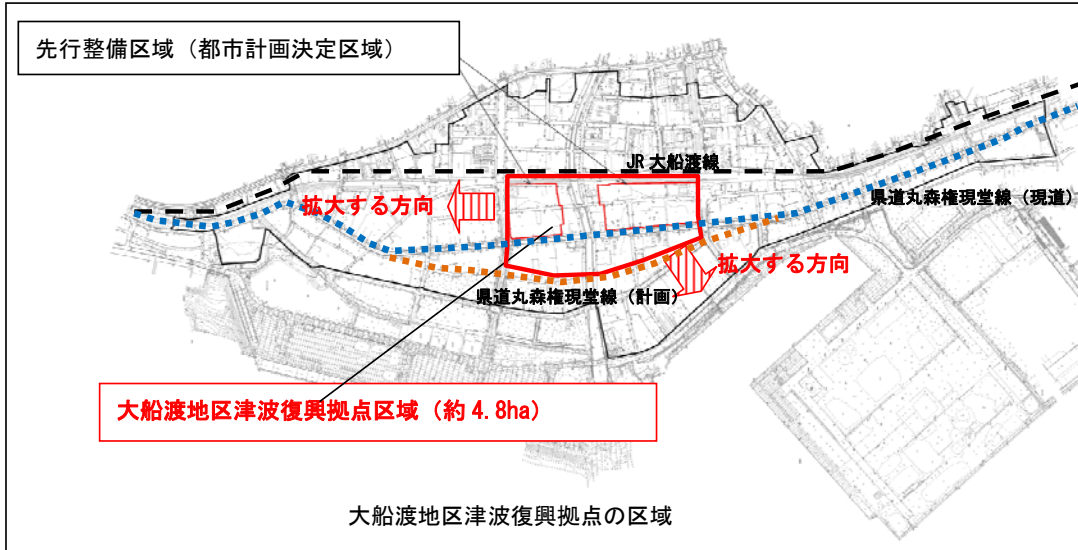 先行整備区域（都市計画決定区域）
JR 大船渡線
県道丸森権現堂線（現道）
拡大する方向
拡大する方向
県道丸森権現堂線（計画）
大船渡地区津波復興拠点区域（約 4.8ha）
大船渡地区津波復興拠点の区域